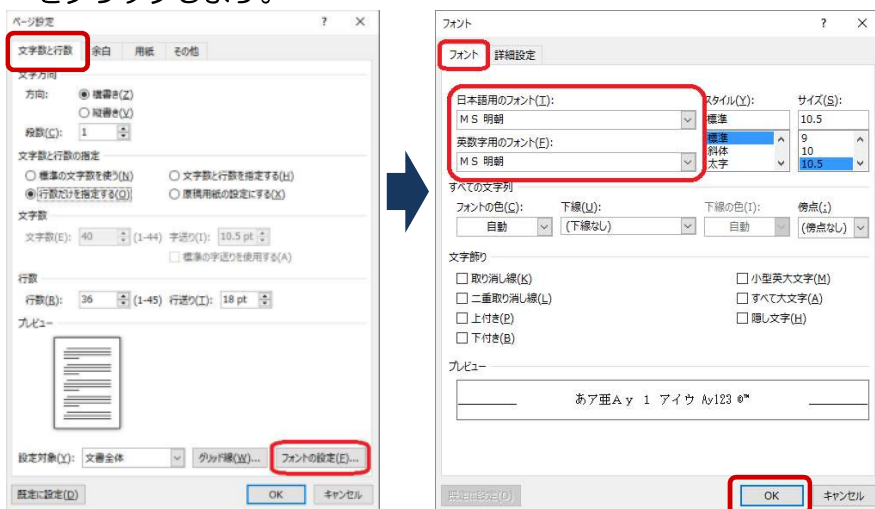 をクリックします。
ページ設定 ? ×
文字数と行数 余白 用紙 その他
文字方向
方向: 横書き(Z)
縦書き(V)
段数(C): 1
文字数と行数の指定
標準の文字数を使う(N) 文字数と行数を指定する(H)
行数だけを指定する(O) 原稿用紙の設定にする(X)
文字数
文字数(E): 40 (1-44) 字送り(I): 10.5 pt
標準の字送りを使用する(A)
行数
行数(R): 36 (1-45) 行送り(T): 18 pt
プレビュー
設定対象(Y): 文書全体 グリッド線(W)... フォントの設定(F)...
既定に設定(D) OK キャンセル
フォント ? ×
フォント 詳細設定
日本語用のフォント(T): スタイル(Y): サイズ(S):
MS 明朝 標準 10.5
英数字用のフォント(F): 標準 9
斜体 10
MS 明朝 太字 10.5
すべての文字列
フォントの色(C): 下線(U): 下線の色(I): 傍点(;)
自動 (下線なし) 自動 (傍点なし)
文字飾り
取り消し線(K) 小型英大文字(M)
二重取り消し線(L) すべて大文字(A)
上付き(P) 隠し文字(H)
下付き(B)
プレビュー
あア亜Ay 1 アイウ Ay123 ©™
既定に設定(D) OK キャンセル